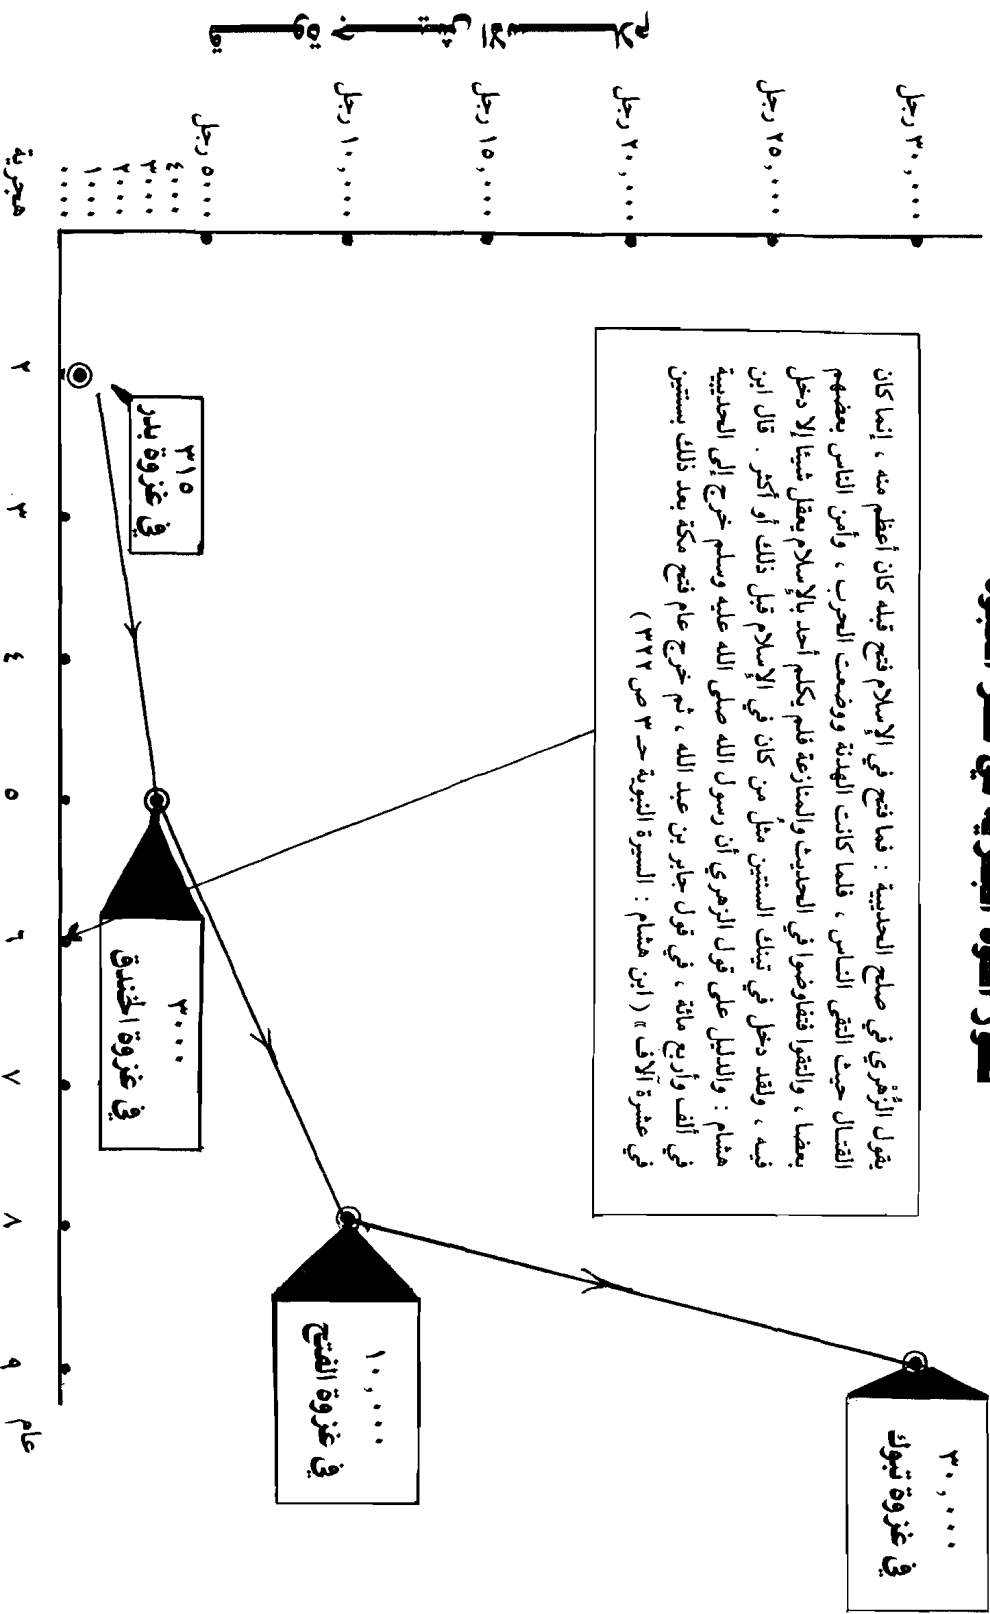 ٣٠,٠٠٠ رجل
٢٥,٠٠٠ رجل
٢٠,٠٠٠ رجل
١٥,٠٠٠ رجل
١٠,٠٠٠ رجل
٥٠٠٠ رجل
٤٠٠٠
٣٠٠٠
٢٠٠٠
١٠٠٠
٠٠٠٠
هجرية
يقول الزُهري في صلح الحديبية : فما فتح في الإسلام فتح قبله كان أعظم منه ، إنما كان
القتال حيث التقى الناس ، فلما كانت الهدنة ووضعت الحرب ، وأمن الناس بعضهم
بعضا ، والتقوا فتفاوضوا في الحديث والمنازعة فلم يكلم أحد بالإسلام يعقل شيئا إلا دخل
فيه ، ولقد دخل في تينك السنتين مثل من كان في الإسلام قبل ذلك أو أكثر . قال ابن
هشام : والدليل على قول الزهري أن رسول الله صلى الله عليه وسلم خرج إلى الحديبية
في ألف وأربع مائة ، في قول جابر بن عبد الله ، ثم خرج عام فتح مكة بعد ذلك بسنتين
في عشرة آلاف » ( ابن هشام : السيرة النبوية حـ ٣ ص ٣٢٢ )
٣٠,٠٠٠
في غزوة تبوك
١٠,٠٠٠
في غزوة الفتح
٣٠٠٠
في غزوة الخندق
٣١٥
في غزوة بدر
٢ ٣ ٤ ٥ ٦ ٧ ٨ ٩ عام